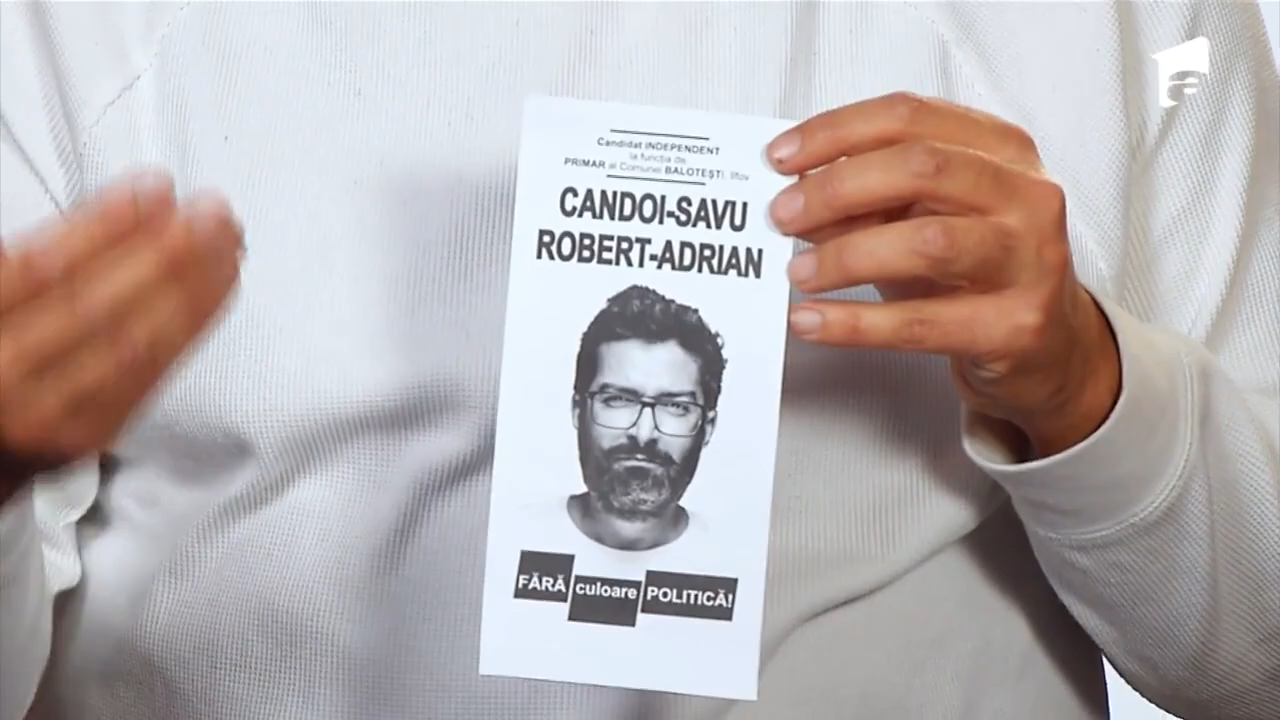 Candidat INDEPENDENT
la funcția de
PRIMAR al Comunei BALOTEȘTI, Ilfov
CANDOI-SAVU
ROBERT-ADRIAN
FĂRĂ culoare POLITICĂ!